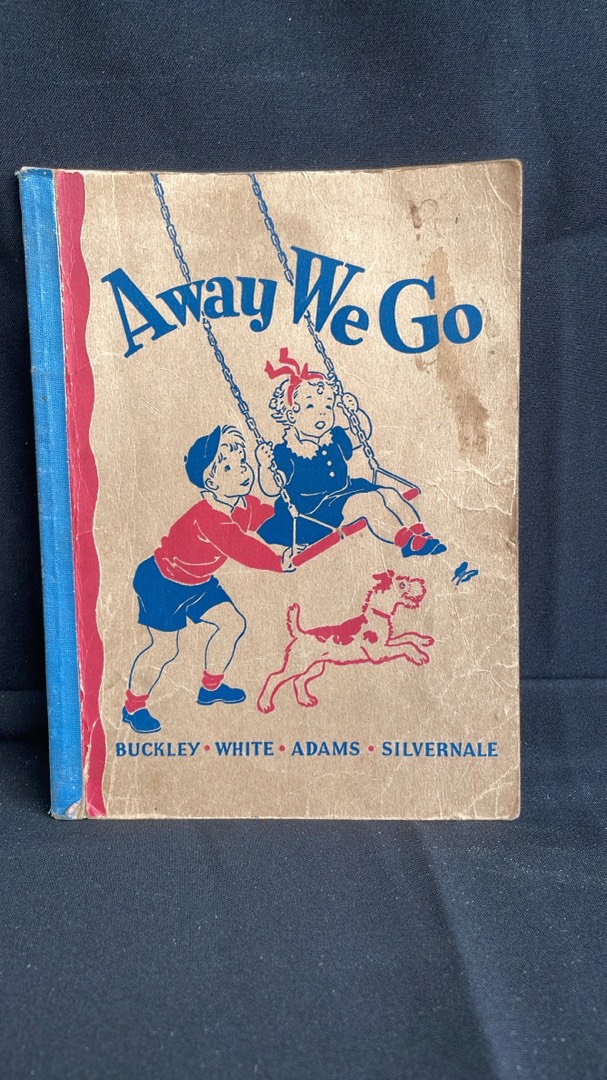 Away We Go
BUCKLEY • WHITE • ADAMS • SILVERNALE